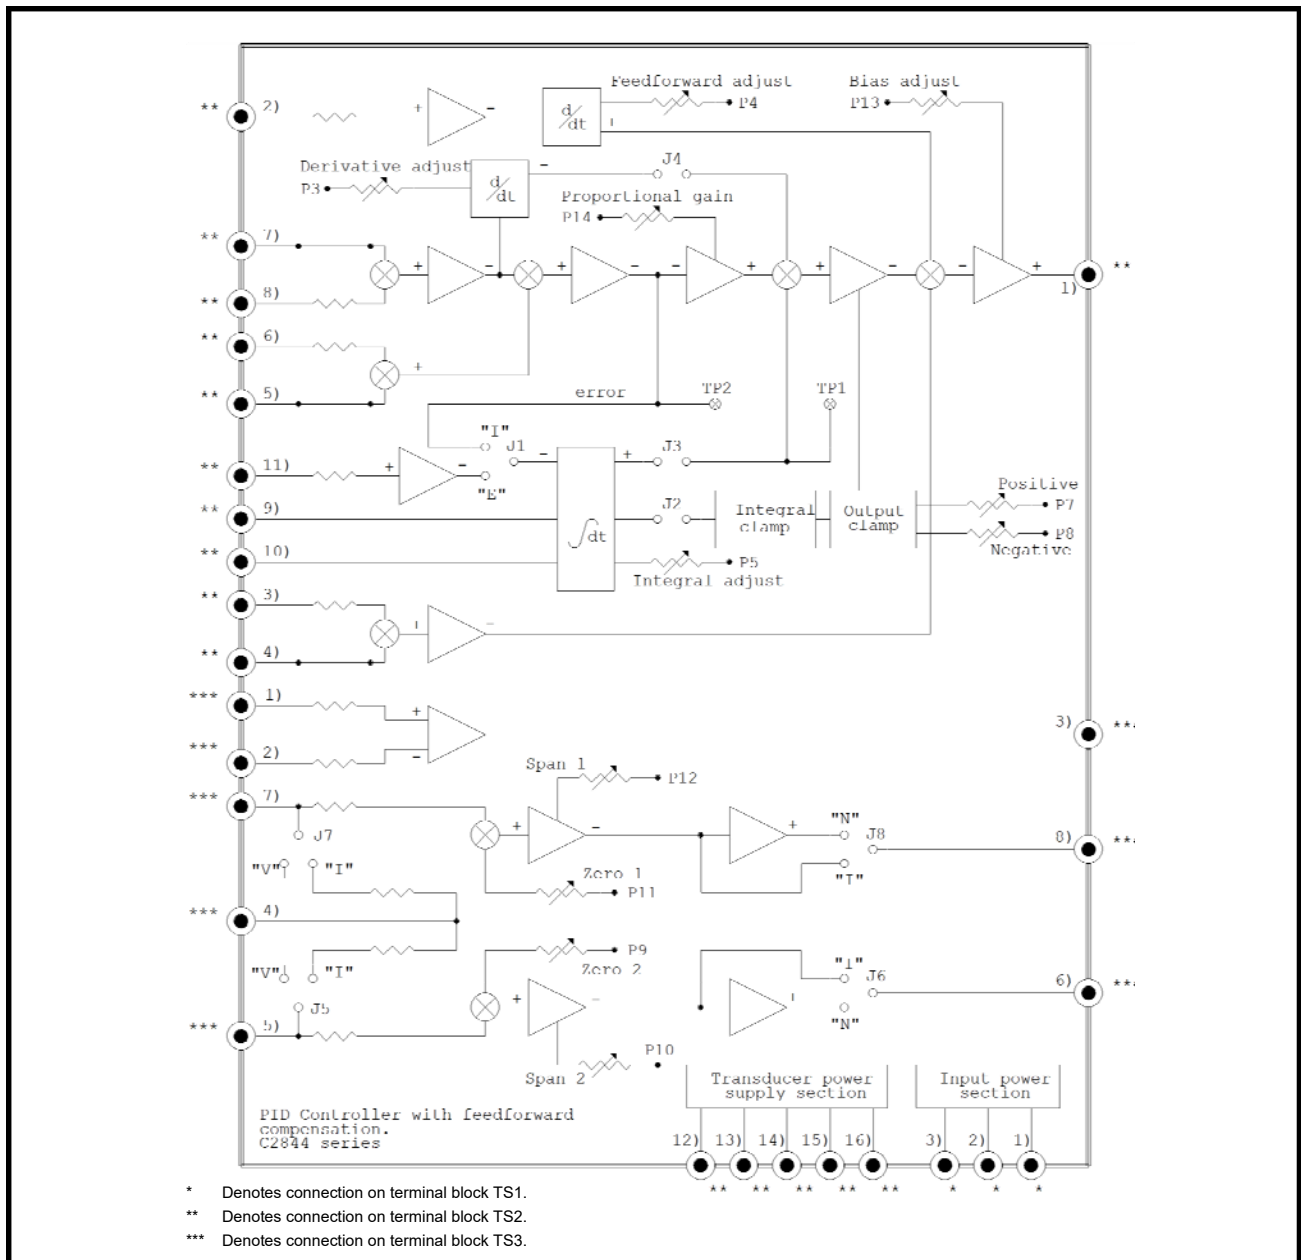 Feedforward adjust
Bias adjust
** 2)
+ -
d/dt
P4
P13
+
Derivative adjust
P3
d/dt
-
J4
Proportional gain
P14
** 7)
+ - + - - + + - - +
**
1)
** 8)
** 6)
+
** 5)
error
TP2
TP1
"I"
J1
** 11)
+ -
"E"
-
+
J3
** 9)
J2
Integral clamp
Output clamp
Positive
P7
P8
Negative
∫dt
** 10)
P5
Integral adjust
** 3)
+ -
** 4)
*** 1)
+
3)
*** 2)
-
Span 1
P12
*** 7)
J7
+ -
+
"N"
J8
8)
"V" "I"
Zero 1
P11
"I"
*** 4)
P9
Zero 2
"V" "I"
J5
+ -
+
"I"
J6
6)
"N"
*** 5)
P10
Span 2
Transducer power
supply section
Input power
section
PID Controller with feedforward
compensation.
C2844 series
12) 13) 14) 15) 16) 3) 2) 1)
** ** ** ** ** * * *
* Denotes connection on terminal block TS1.
** Denotes connection on terminal block TS2.
*** Denotes connection on terminal block TS3.